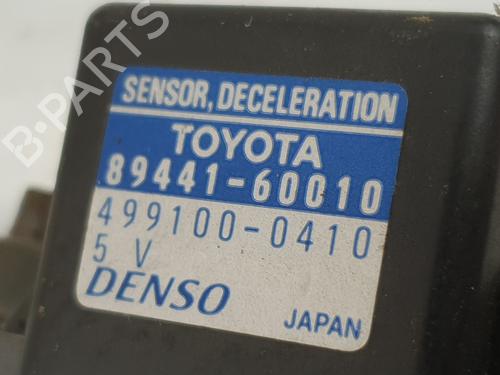 B-PARTS
SENSOR, DECELERATION
TOYOTA
89441-60010
499100-0410
5 V
DENSO
JAPAN